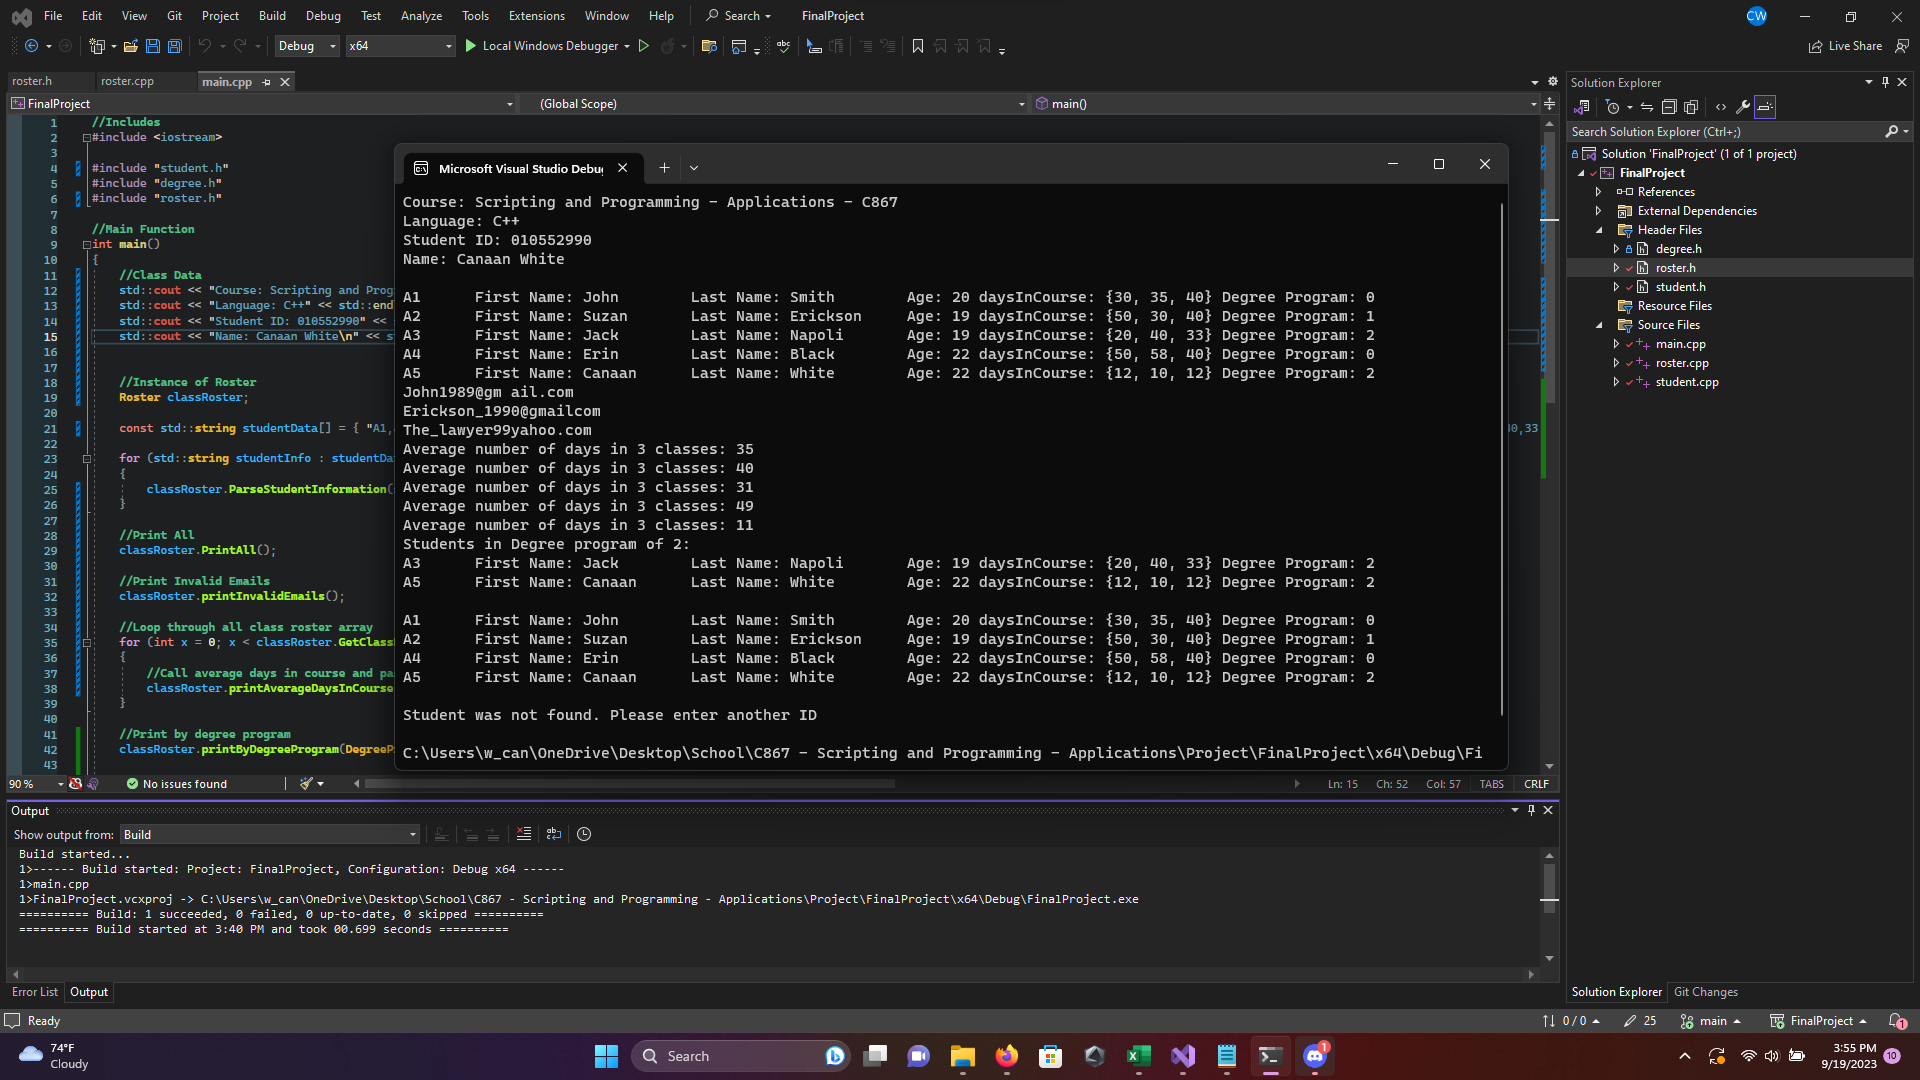 File Edit View Git Project Build Debug Test Analyze Tools Extensions Window Help Search FinalProject CW
Debug x64 Local Windows Debugger Live Share
roster.h roster.cpp main.cpp
FinalProject (Global Scope) main()
1 //Includes
2 #include <iostream>
3
4 #include "student.h"
5 #include "degree.h"
6 #include "roster.h"
7
8 //Main Function
9 int main()
10 {
11 //Class Data
12 std::cout << "Course: Scripting and Prog
13 std::cout << "Language: C++" << std::end
14 std::cout << "Student ID: 010552990" <<
15 std::cout << "Name: Canaan White\n" << s
16
17
18 //Instance of Roster
19 Roster classRoster;
20
21 const std::string studentData[] = { "A1, 40,33
22
23 for (std::string studentInfo : studentDa
24 {
25 classRoster.ParseStudentInformation(
26 }
27
28 //Print All
29 classRoster.PrintAll();
30
31 //Print Invalid Emails
32 classRoster.printInvalidEmails();
33
34 //Loop through all class roster array
35 for (int x = 0; x < classRoster.GetClass
36 {
37 //Call average days in course and pa
38 classRoster.printAverageDaysInCourse
39 }
40
41 //Print by degree program
42 classRoster.printByDegreeProgram(DegreeP
43
Microsoft Visual Studio Debug
Course: Scripting and Programming - Applications - C867
Language: C++
Student ID: 010552990
Name: Canaan White
A1 First Name: John Last Name: Smith Age: 20 daysInCourse: {30, 35, 40} Degree Program: 0
A2 First Name: Suzan Last Name: Erickson Age: 19 daysInCourse: {50, 30, 40} Degree Program: 1
A3 First Name: Jack Last Name: Napoli Age: 19 daysInCourse: {20, 40, 33} Degree Program: 2
A4 First Name: Erin Last Name: Black Age: 22 daysInCourse: {50, 58, 40} Degree Program: 0
A5 First Name: Canaan Last Name: White Age: 22 daysInCourse: {12, 10, 12} Degree Program: 2
John1989@gm ail.com
Erickson_1990@gmailcom
The_lawyer99yahoo.com
Average number of days in 3 classes: 35
Average number of days in 3 classes: 40
Average number of days in 3 classes: 31
Average number of days in 3 classes: 49
Average number of days in 3 classes: 11
Students in Degree program of 2:
A3 First Name: Jack Last Name: Napoli Age: 19 daysInCourse: {20, 40, 33} Degree Program: 2
A5 First Name: Canaan Last Name: White Age: 22 daysInCourse: {12, 10, 12} Degree Program: 2
A1 First Name: John Last Name: Smith Age: 20 daysInCourse: {30, 35, 40} Degree Program: 0
A2 First Name: Suzan Last Name: Erickson Age: 19 daysInCourse: {50, 30, 40} Degree Program: 1
A4 First Name: Erin Last Name: Black Age: 22 daysInCourse: {50, 58, 40} Degree Program: 0
A5 First Name: Canaan Last Name: White Age: 22 daysInCourse: {12, 10, 12} Degree Program: 2
Student was not found. Please enter another ID
C:\Users\w_can\OneDrive\Desktop\School\C867 - Scripting and Programming - Applications\Project\FinalProject\x64\Debug\Fi
90 % No issues found Ln: 15 Ch: 52 Col: 57 TABS CRLF
Output
Show output from: Build
Build started...
1>------ Build started: Project: FinalProject, Configuration: Debug x64 ------
1>main.cpp
1>FinalProject.vcxproj -> C:\Users\w_can\OneDrive\Desktop\School\C867 - Scripting and Programming - Applications\Project\FinalProject\x64\Debug\FinalProject.exe
========== Build: 1 succeeded, 0 failed, 0 up-to-date, 0 skipped ==========
========== Build started at 3:40 PM and took 00.699 seconds ==========
Error List Output
Solution Explorer
Search Solution Explorer (Ctrl+;)
Solution 'FinalProject' (1 of 1 project)
FinalProject
References
External Dependencies
Header Files
degree.h
roster.h
student.h
Resource Files
Source Files
main.cpp
roster.cpp
student.cpp
Solution Explorer Git Changes
Ready 0 / 0 25 main FinalProject 1
74°F
Cloudy
Search
1
3:55 PM
9/19/2023
10